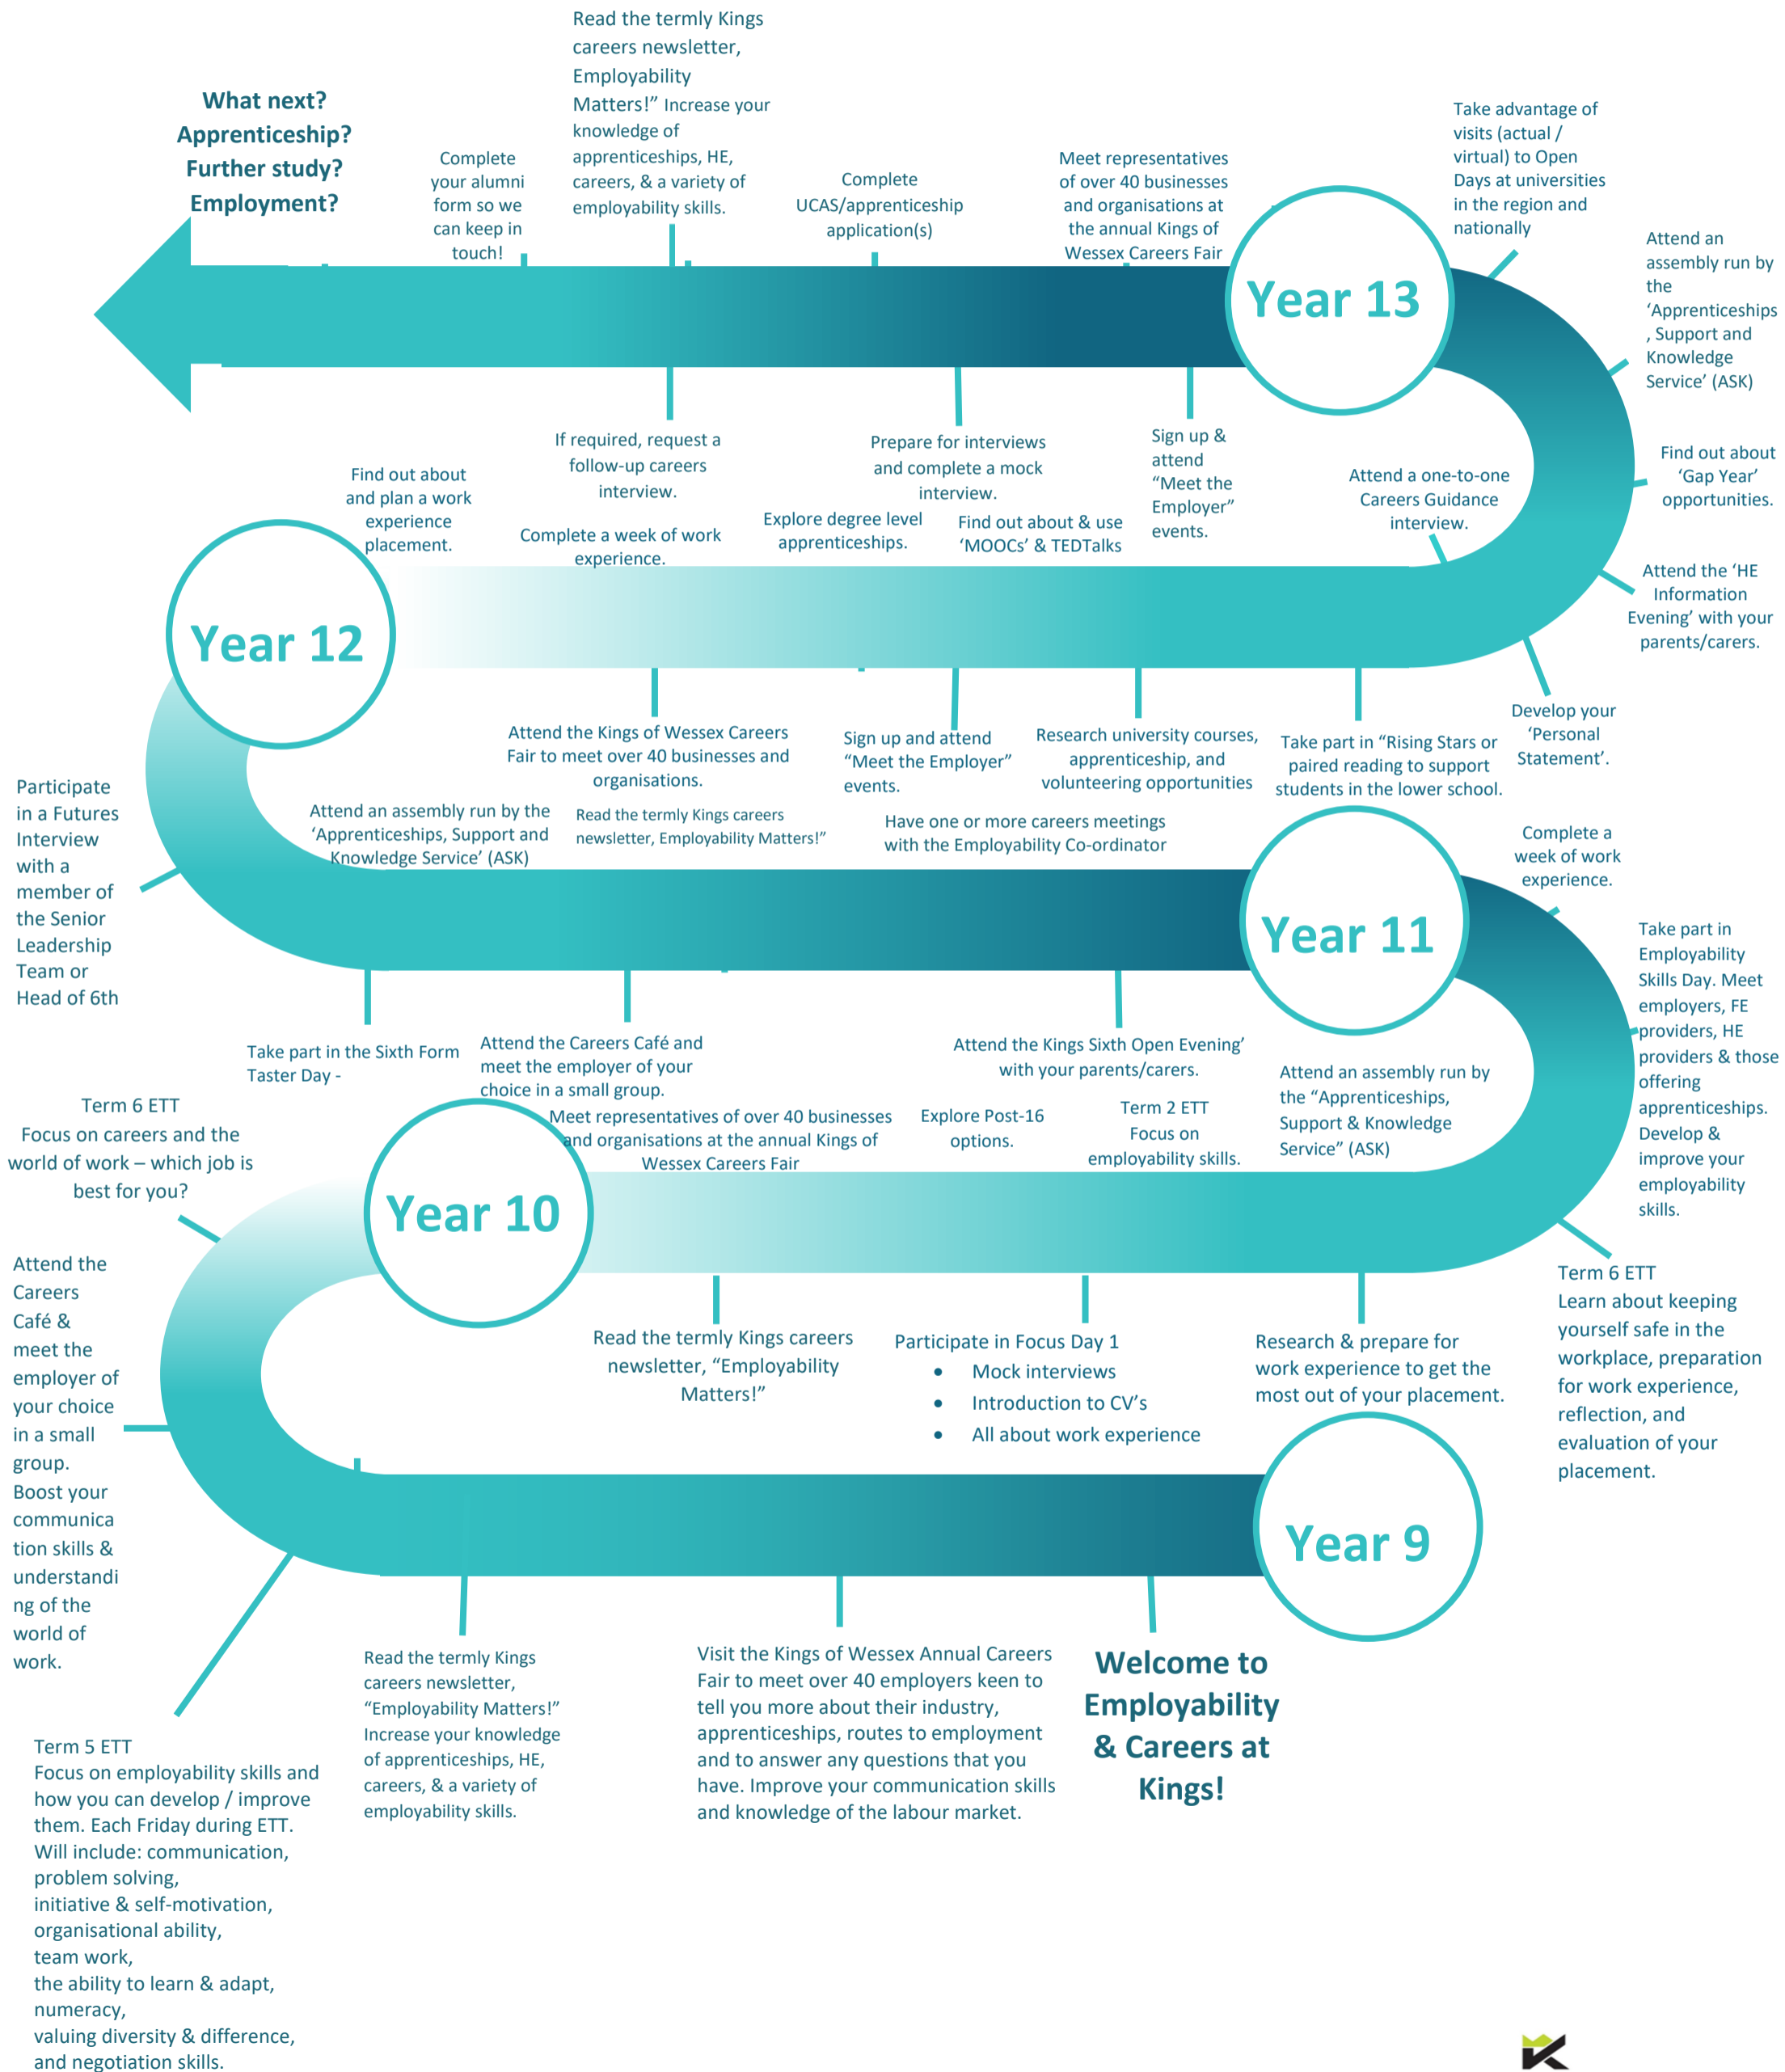 Read the termly Kings
careers newsletter,
Employability
Matters!” Increase your
knowledge of
apprenticeships, HE,
careers, & a variety of
employability skills.
What next?
Apprenticeship?
Further study?
Employment?
Complete
your alumni
form so we
can keep in
touch!
Complete
UCAS/apprenticeship
application(s)
Meet representatives
of over 40 businesses
and organisations at
the annual Kings of
Wessex Careers Fair
Take advantage of
visits (actual /
virtual) to Open
Days at universities
in the region and
nationally
Year 13
Attend an
assembly run by
the
‘Apprenticeships
, Support and
Knowledge
Service’ (ASK)
If required, request a
follow-up careers
interview.
Prepare for interviews
and complete a mock
interview.
Sign up &
attend
“Meet the
Employer”
events.
Find out about
‘Gap Year’
opportunities.
Find out about
and plan a work
experience
placement.
Complete a week of work
experience.
Explore degree level
apprenticeships.
Find out about & use
‘MOOCs’ & TEDTalks
Attend a one-to-one
Careers Guidance
interview.
Attend the ‘HE
Information
Evening’ with your
parents/carers.
Year 12
Develop your
‘Personal
Statement’.
Attend the Kings of Wessex Careers
Fair to meet over 40 businesses and
organisations.
Sign up and attend
“Meet the Employer”
events.
Research university courses,
apprenticeship, and
volunteering opportunities
Take part in “Rising Stars or
paired reading to support
students in the lower school.
Participate
in a Futures
Interview
with a
member of
the Senior
Leadership
Team or
Head of 6th
Attend an assembly run by the
‘Apprenticeships, Support and
Knowledge Service’ (ASK)
Read the termly Kings careers
newsletter, Employability Matters!”
Have one or more careers meetings
with the Employability Co-ordinator
Complete a
week of work
experience.
Year 11
Take part in
Employability
Skills Day. Meet
employers, FE
providers, HE
providers & those
offering
apprenticeships.
Develop &
improve your
employability
skills.
Take part in the Sixth Form
Taster Day -
Attend the Careers Café and
meet the employer of your
choice in a small group.
Attend the Kings Sixth Open Evening’
with your parents/carers.
Attend an assembly run by
the “Apprenticeships,
Support & Knowledge
Service” (ASK)
Term 6 ETT
Focus on careers and the
world of work – which job is
best for you?
Meet representatives of over 40 businesses
and organisations at the annual Kings of
Wessex Careers Fair
Explore Post-16
options.
Term 2 ETT
Focus on
employability skills.
Year 10
Attend the
Careers
Café &
meet the
employer of
your choice
in a small
group.
Boost your
communica
tion skills &
understandi
ng of the
world of
work.
Read the termly Kings careers
newsletter, “Employability
Matters!”
Participate in Focus Day 1
• Mock interviews
• Introduction to CV’s
• All about work experience
Research & prepare for
work experience to get the
most out of your placement.
Term 6 ETT
Learn about keeping
yourself safe in the
workplace, preparation
for work experience,
reflection, and
evaluation of your
placement.
Year 9
Read the termly Kings
careers newsletter,
“Employability Matters!”
Increase your knowledge
of apprenticeships, HE,
careers, & a variety of
employability skills.
Visit the Kings of Wessex Annual Careers
Fair to meet over 40 employers keen to
tell you more about their industry,
apprenticeships, routes to employment
and to answer any questions that you
have. Improve your communication skills
and knowledge of the labour market.
Welcome to
Employability
& Careers at
Kings!
Term 5 ETT
Focus on employability skills and
how you can develop / improve
them. Each Friday during ETT.
Will include: communication,
problem solving,
initiative & self-motivation,
organisational ability,
team work,
the ability to learn & adapt,
numeracy,
valuing diversity & difference,
and negotiation skills.